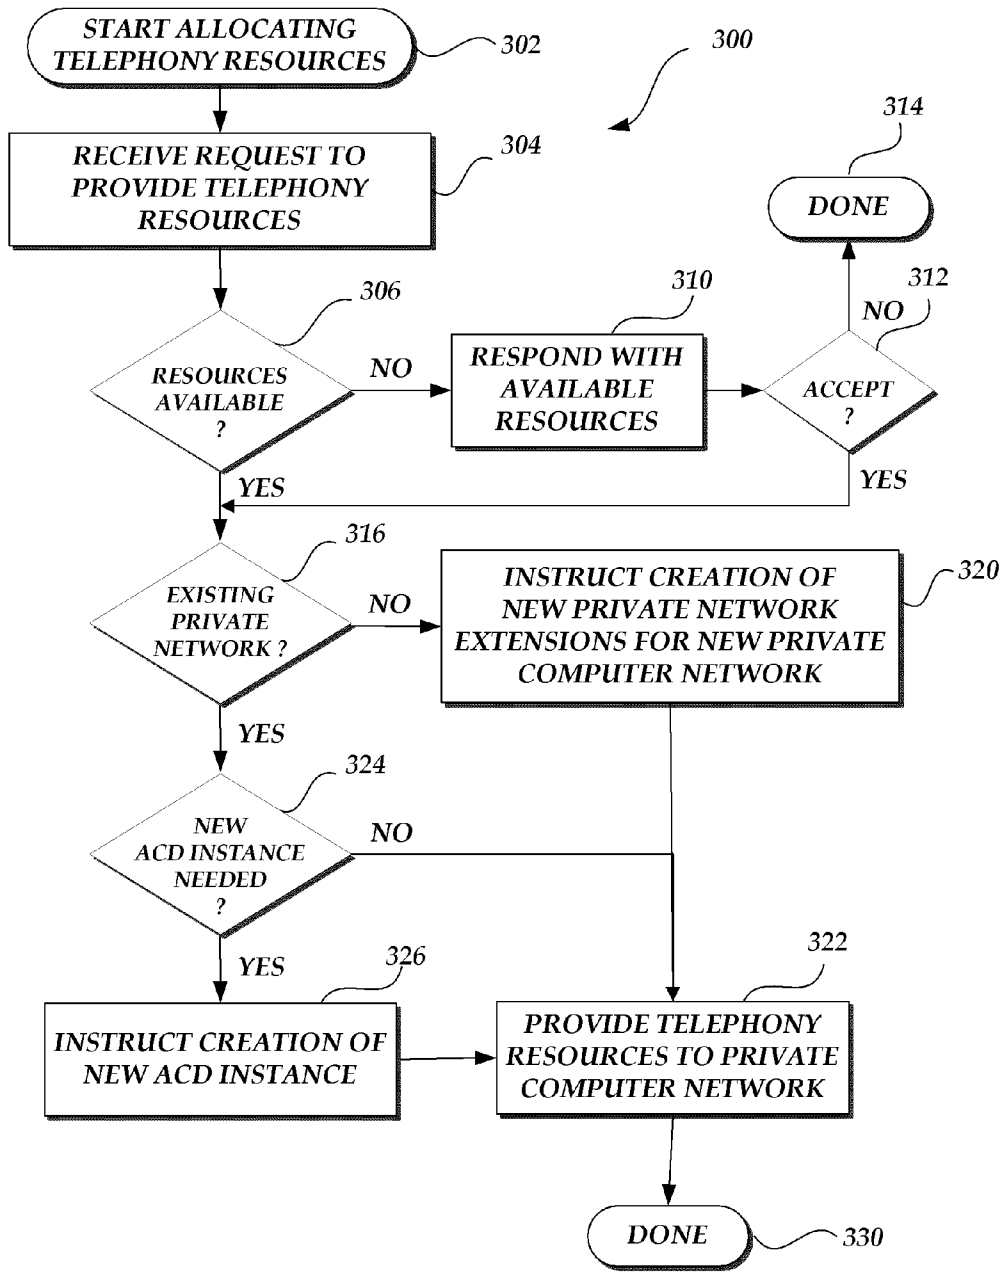 START ALLOCATING
TELEPHONY RESOURCES
302
300
RECEIVE REQUEST TO
PROVIDE TELEPHONY
RESOURCES
304
314
DONE
306
RESOURCES
AVAILABLE
?
NO
310
RESPOND WITH
AVAILABLE
RESOURCES
312
NO
ACCEPT
?
YES
YES
316
EXISTING
PRIVATE
NETWORK ?
NO
320
INSTRUCT CREATION OF
NEW PRIVATE NETWORK
EXTENSIONS FOR NEW PRIVATE
COMPUTER NETWORK
YES
324
NEW
ACD INSTANCE
NEEDED
?
NO
YES
326
INSTRUCT CREATION OF
NEW ACD INSTANCE
322
PROVIDE TELEPHONY
RESOURCES TO PRIVATE
COMPUTER NETWORK
DONE
330